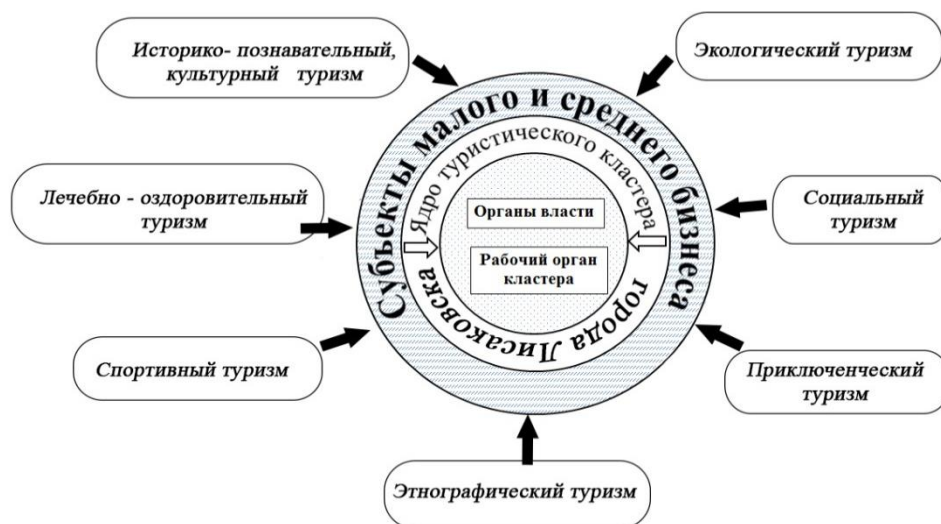 Историко- познавательный,
культурный туризм
Экологический туризм
Субъекты малого и среднего бизнеса
Ядро туристического кластера
города Лисаковска
Органы власти
Рабочий орган
кластера
Лечебно - оздоровительный
туризм
Социальный
туризм
Спортивный туризм
Приключенческий
туризм
Этнографический туризм